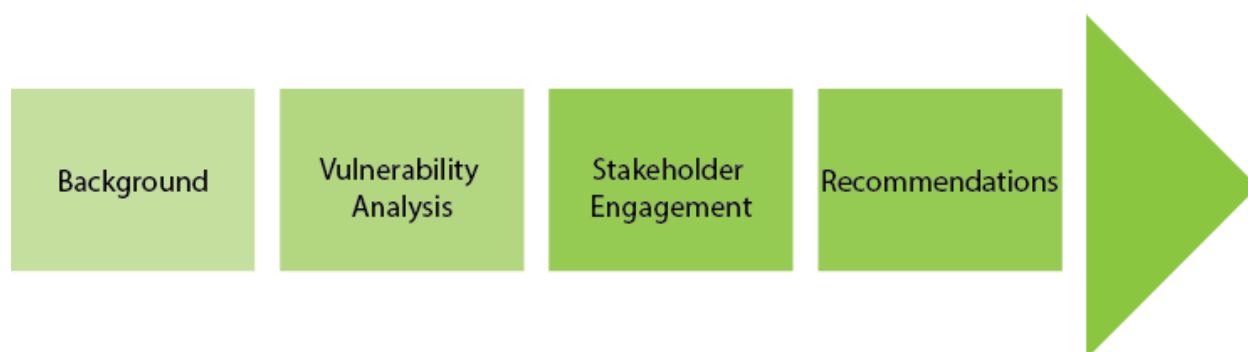 Background
Vulnerability
Analysis
Stakeholder
Engagement
Recommendations